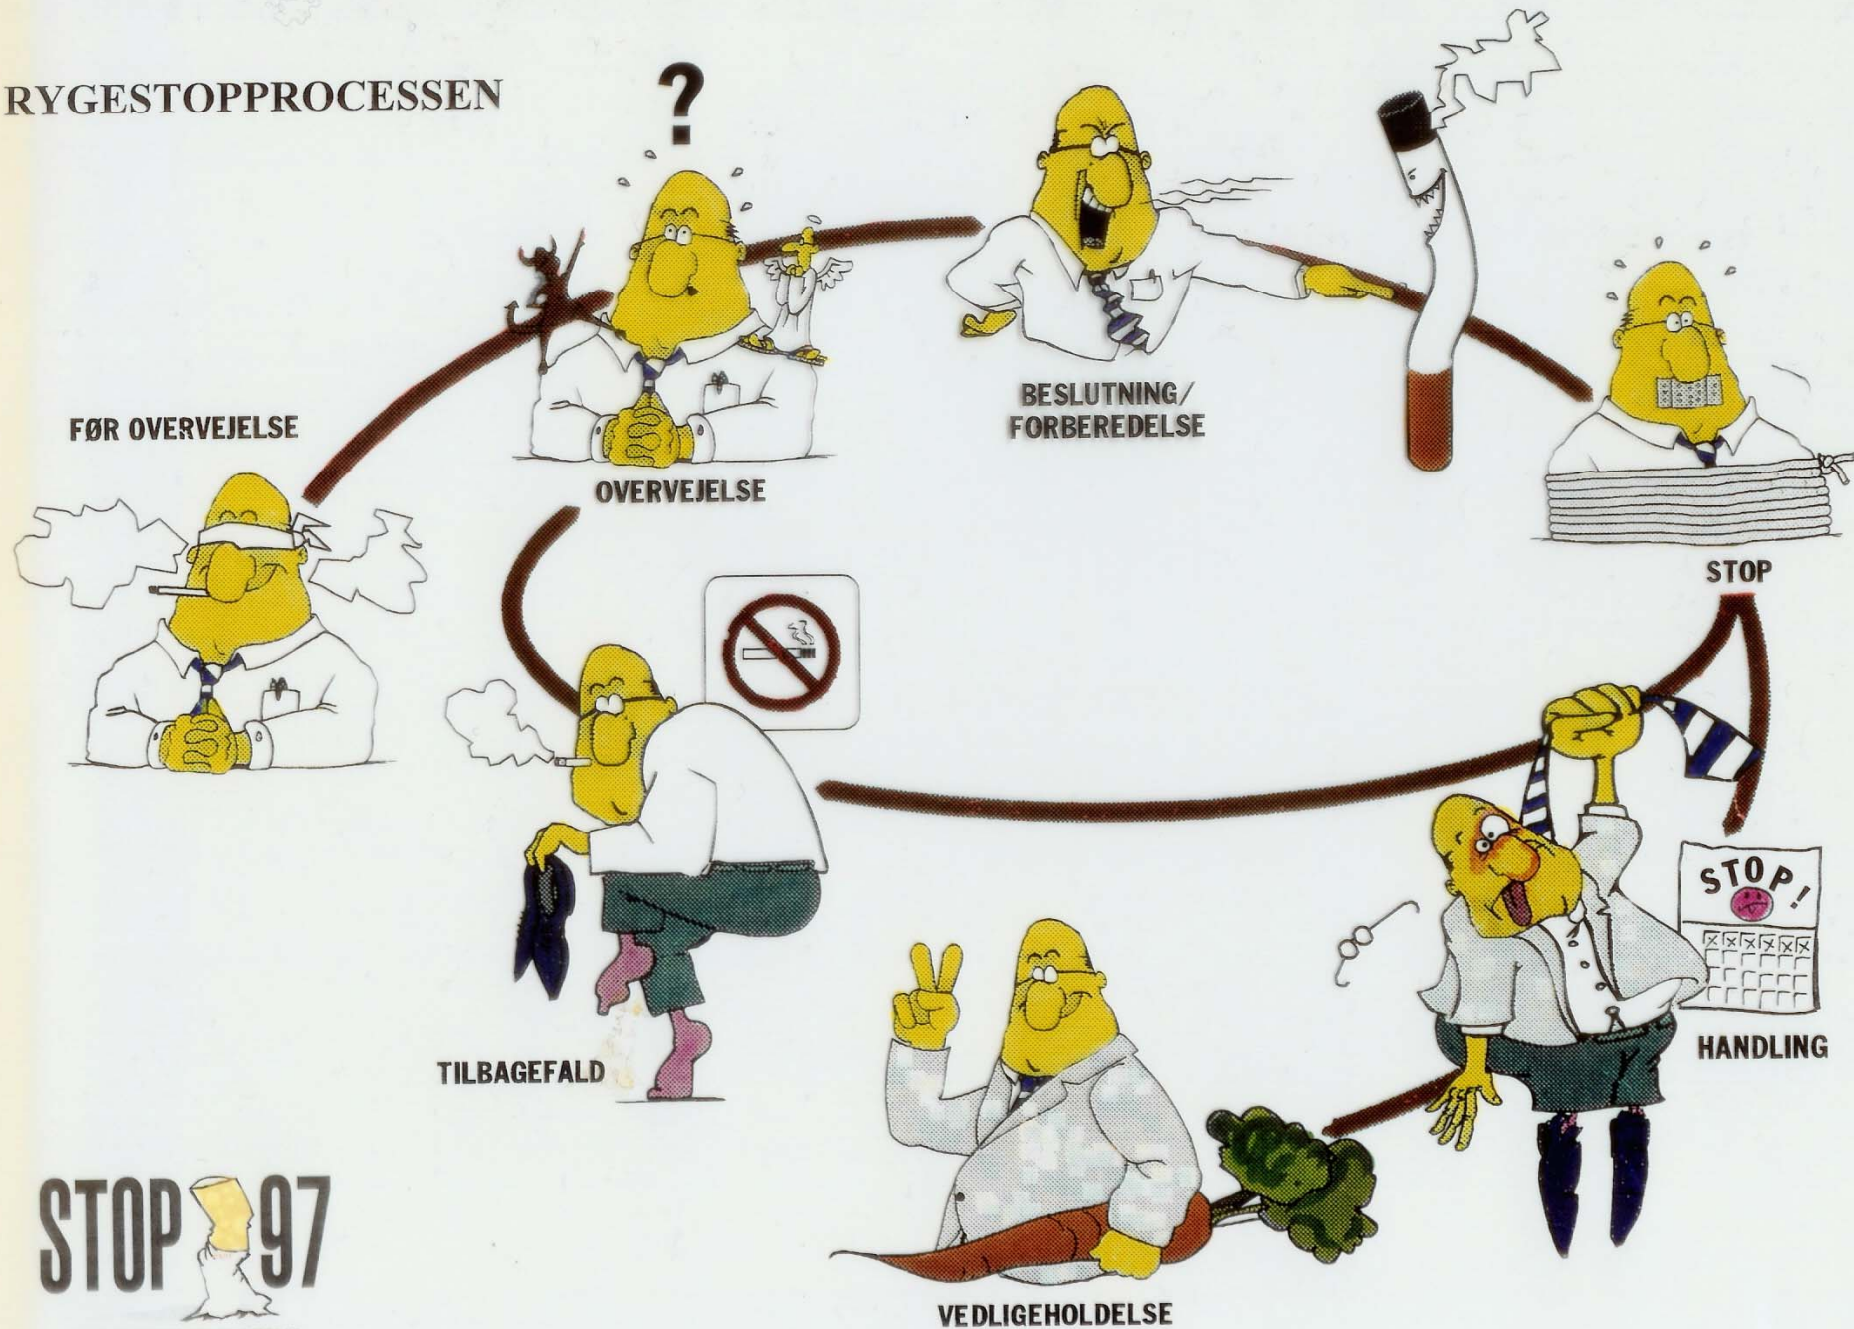 RYGESTOPPROCESSEN
?
FØR OVERVEJELSE
OVERVEJELSE
BESLUTNING/
FORBEREDELSE
STOP
STOP!
HANDLING
TILBAGEFALD
VEDLIGEHOLDELSE
STOP 97